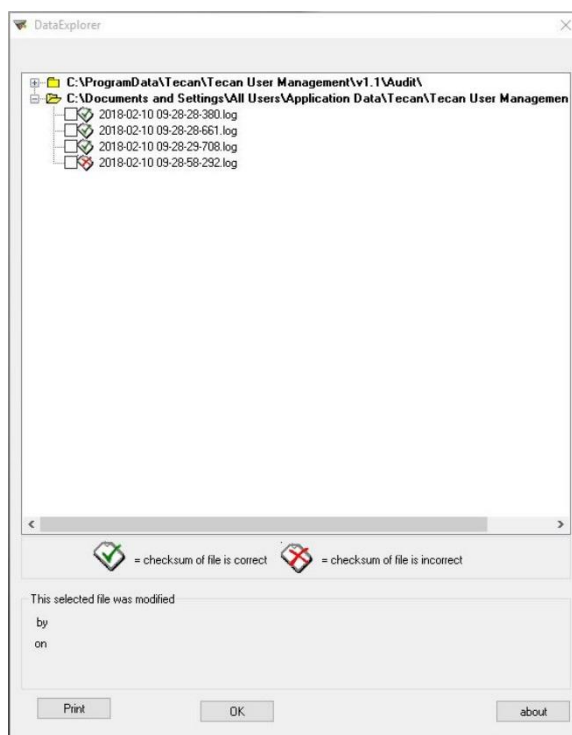 DataExplorer
C:\ProgramData\Tecan\Tecan User Management\v1.1\Audit\
C:\Documents and Settings\All Users\Application Data\Tecan\Tecan User Managemen
2018-02-10 09-28-28-380.log
2018-02-10 09-28-28-661.log
2018-02-10 09-28-29-708.log
2018-02-10 09-28-58-292.log
= checksum of file is correct = checksum of file is incorrect
This selected file was modified
by
on
Print OK about